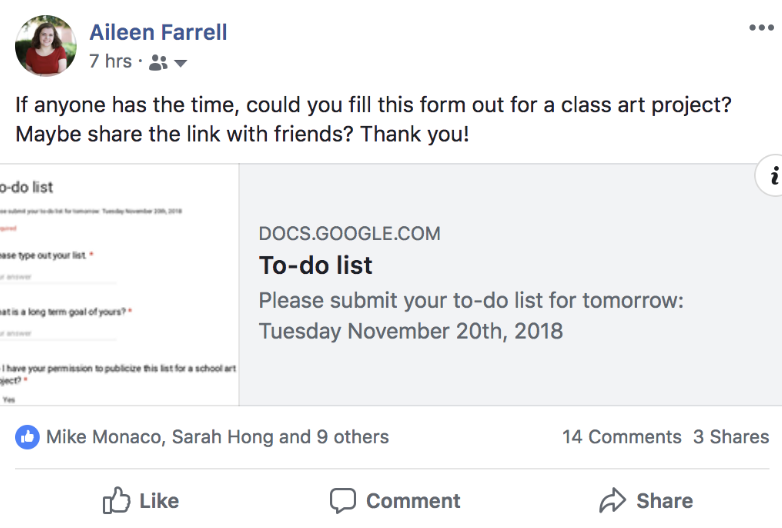 Aileen Farrell
7 hrs ·
If anyone has the time, could you fill this form out for a class art project?
Maybe share the link with friends? Thank you!
o-do list
se submit your to-do list for tomorrow: Tuesday November 20th, 2018
quired
ase type out your list *
ur answer
at is a long term goal of yours? *
ur answer
I have your permission to publicize this list for a school art
ject? *
Yes
i
DOCS.GOOGLE.COM
To-do list
Please submit your to-do list for tomorrow:
Tuesday November 20th, 2018
Mike Monaco, Sarah Hong and 9 others
14 Comments 3 Shares
Like Comment Share